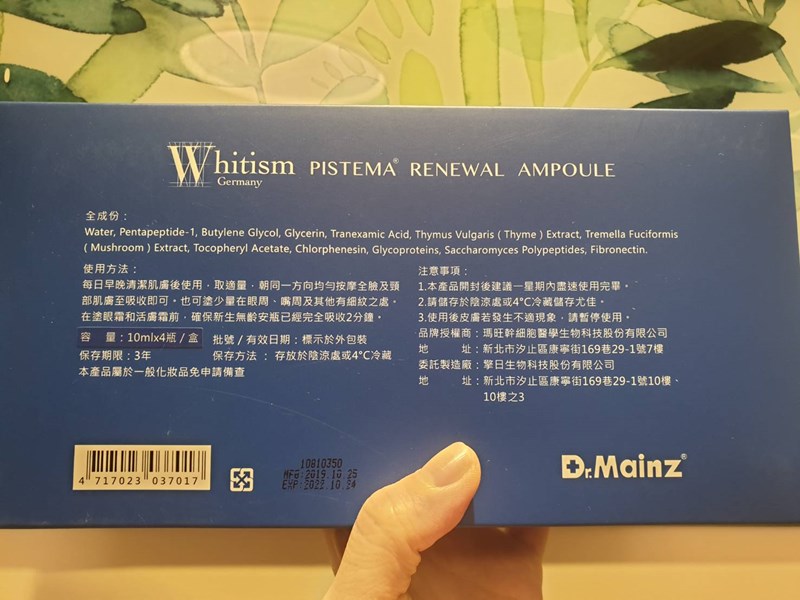 Whitism PISTEMA® RENEWAL AMPOULE
Germany
全成份：
Water, Pentapeptide-1, Butylene Glycol, Glycerin, Tranexamic Acid, Thymus Vulgaris ( Thyme ) Extract, Tremella Fuciformis
( Mushroom ) Extract, Tocopheryl Acetate, Chlorphenesin, Glycoproteins, Saccharomyces Polypeptides, Fibronectin.
使用方法：
每日早晚清潔肌膚後使用，取適量，朝同一方向均勻按摩全臉及頸
部肌膚至吸收即可。也可塗少量在眼周、嘴周及其他有細紋之處。
在塗眼霜和活膚霜前，確保新生無齡安瓶已經完全吸收2分鐘。
容　量：10mlx4瓶 / 盒　批號 / 有效日期：標示於外包裝
保存期限：3年　保存方法：存放於陰涼處或4°C冷藏
本產品屬於一般化妝品免申請備查
注意事項：
1.本產品開封後建議一星期內盡速使用完畢。
2.請儲存於陰涼處或4°C冷藏儲存尤佳。
3.使用後皮膚若發生不適現象，請暫停使用。
品牌授權商：瑪旺幹細胞醫學生物科技股份有限公司
地　　址：新北市汐止區康寧街169巷29-1號7樓
委託製造廠：擎日生物科技股份有限公司
地　　址：新北市汐止區康寧街169巷29-1號10樓、
10樓之3
4 717023 037017
10810350
MFG:2019.10.25
EXP:2022.10.24
Dr.Mainz®